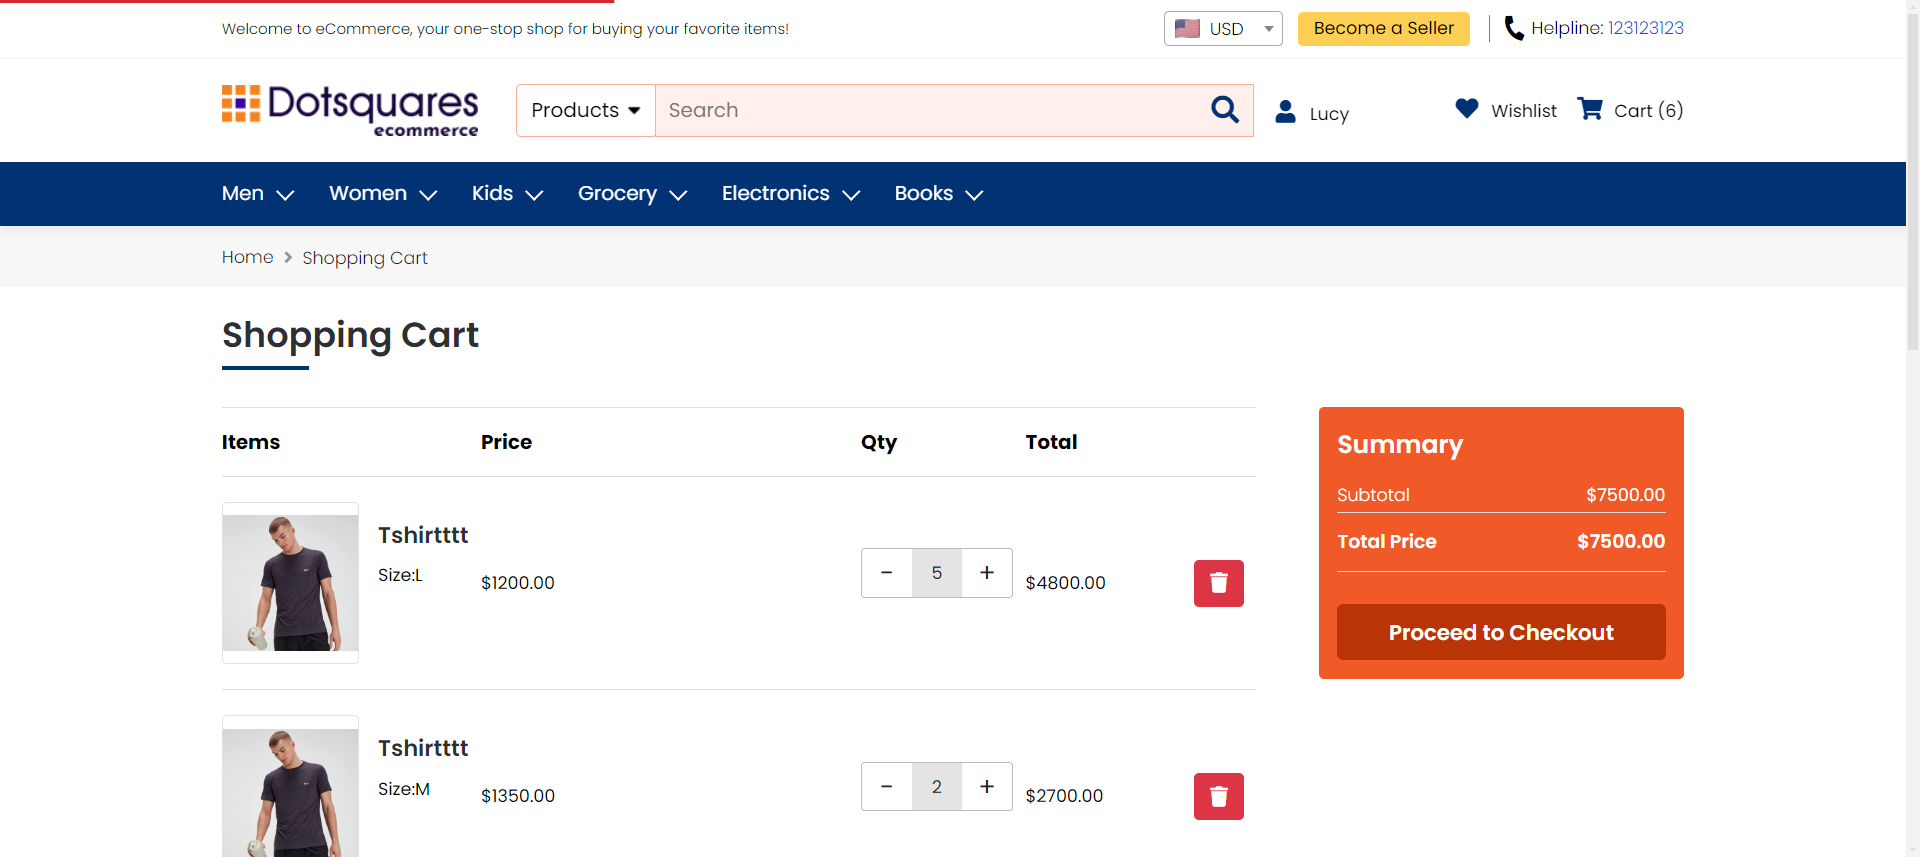 Welcome to eCommerce, your one-stop shop for buying your favorite items!
USD
Become a Seller
Helpline: 123123123
Dotsquares
ecommerce
Products
Search
Lucy
Wishlist
Cart (6)
Men
Women
Kids
Grocery
Electronics
Books
Home
Shopping Cart
Shopping Cart
Items
Price
Qty
Total
Tshirtttt
Size:L
$1200.00
− 5 +
$4800.00
Tshirtttt
Size:M
$1350.00
− 2 +
$2700.00
Summary
Subtotal $7500.00
Total Price $7500.00
Proceed to Checkout